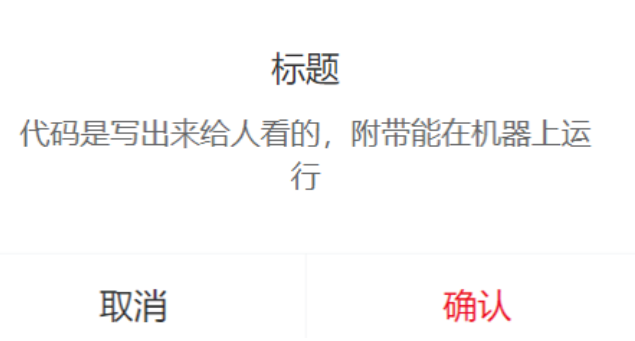 标题
代码是写出来给人看的，附带能在机器上运
行
取消
确认